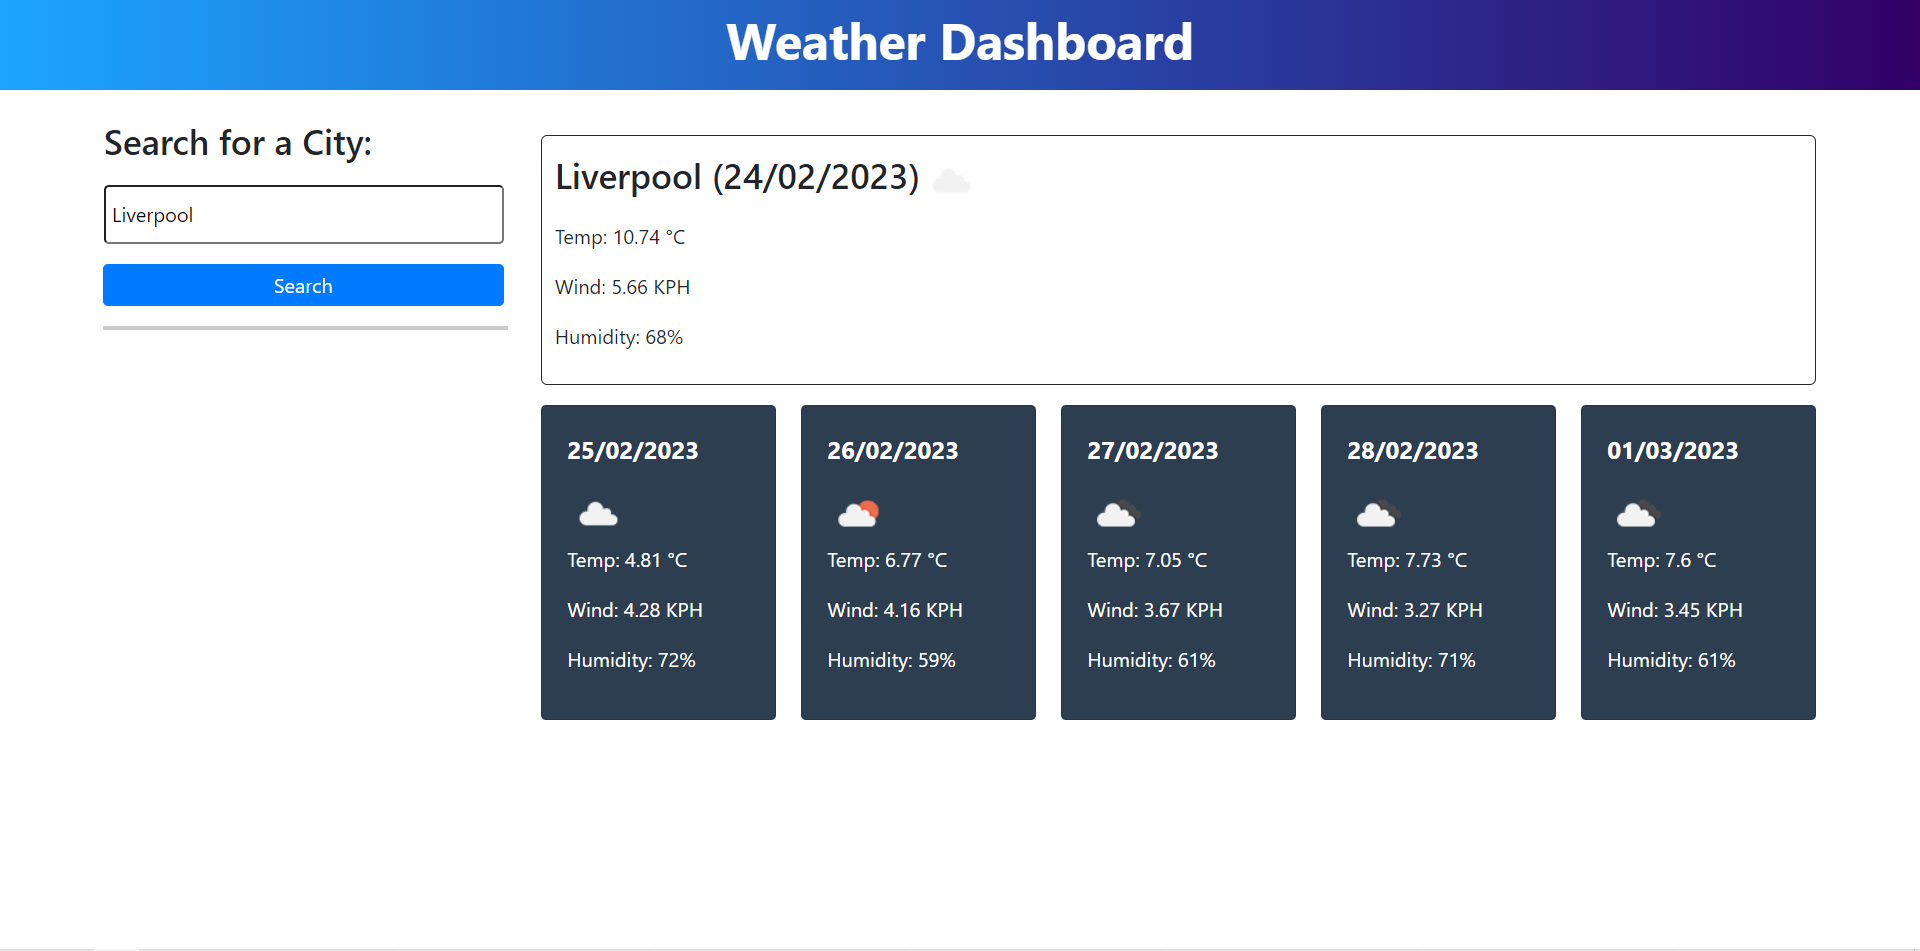 Weather Dashboard
Search for a City:
Liverpool
Search
Liverpool (24/02/2023)
Temp: 10.74 °C
Wind: 5.66 KPH
Humidity: 68%
25/02/2023
Temp: 4.81 °C
Wind: 4.28 KPH
Humidity: 72%
26/02/2023
Temp: 6.77 °C
Wind: 4.16 KPH
Humidity: 59%
27/02/2023
Temp: 7.05 °C
Wind: 3.67 KPH
Humidity: 61%
28/02/2023
Temp: 7.73 °C
Wind: 3.27 KPH
Humidity: 71%
01/03/2023
Temp: 7.6 °C
Wind: 3.45 KPH
Humidity: 61%